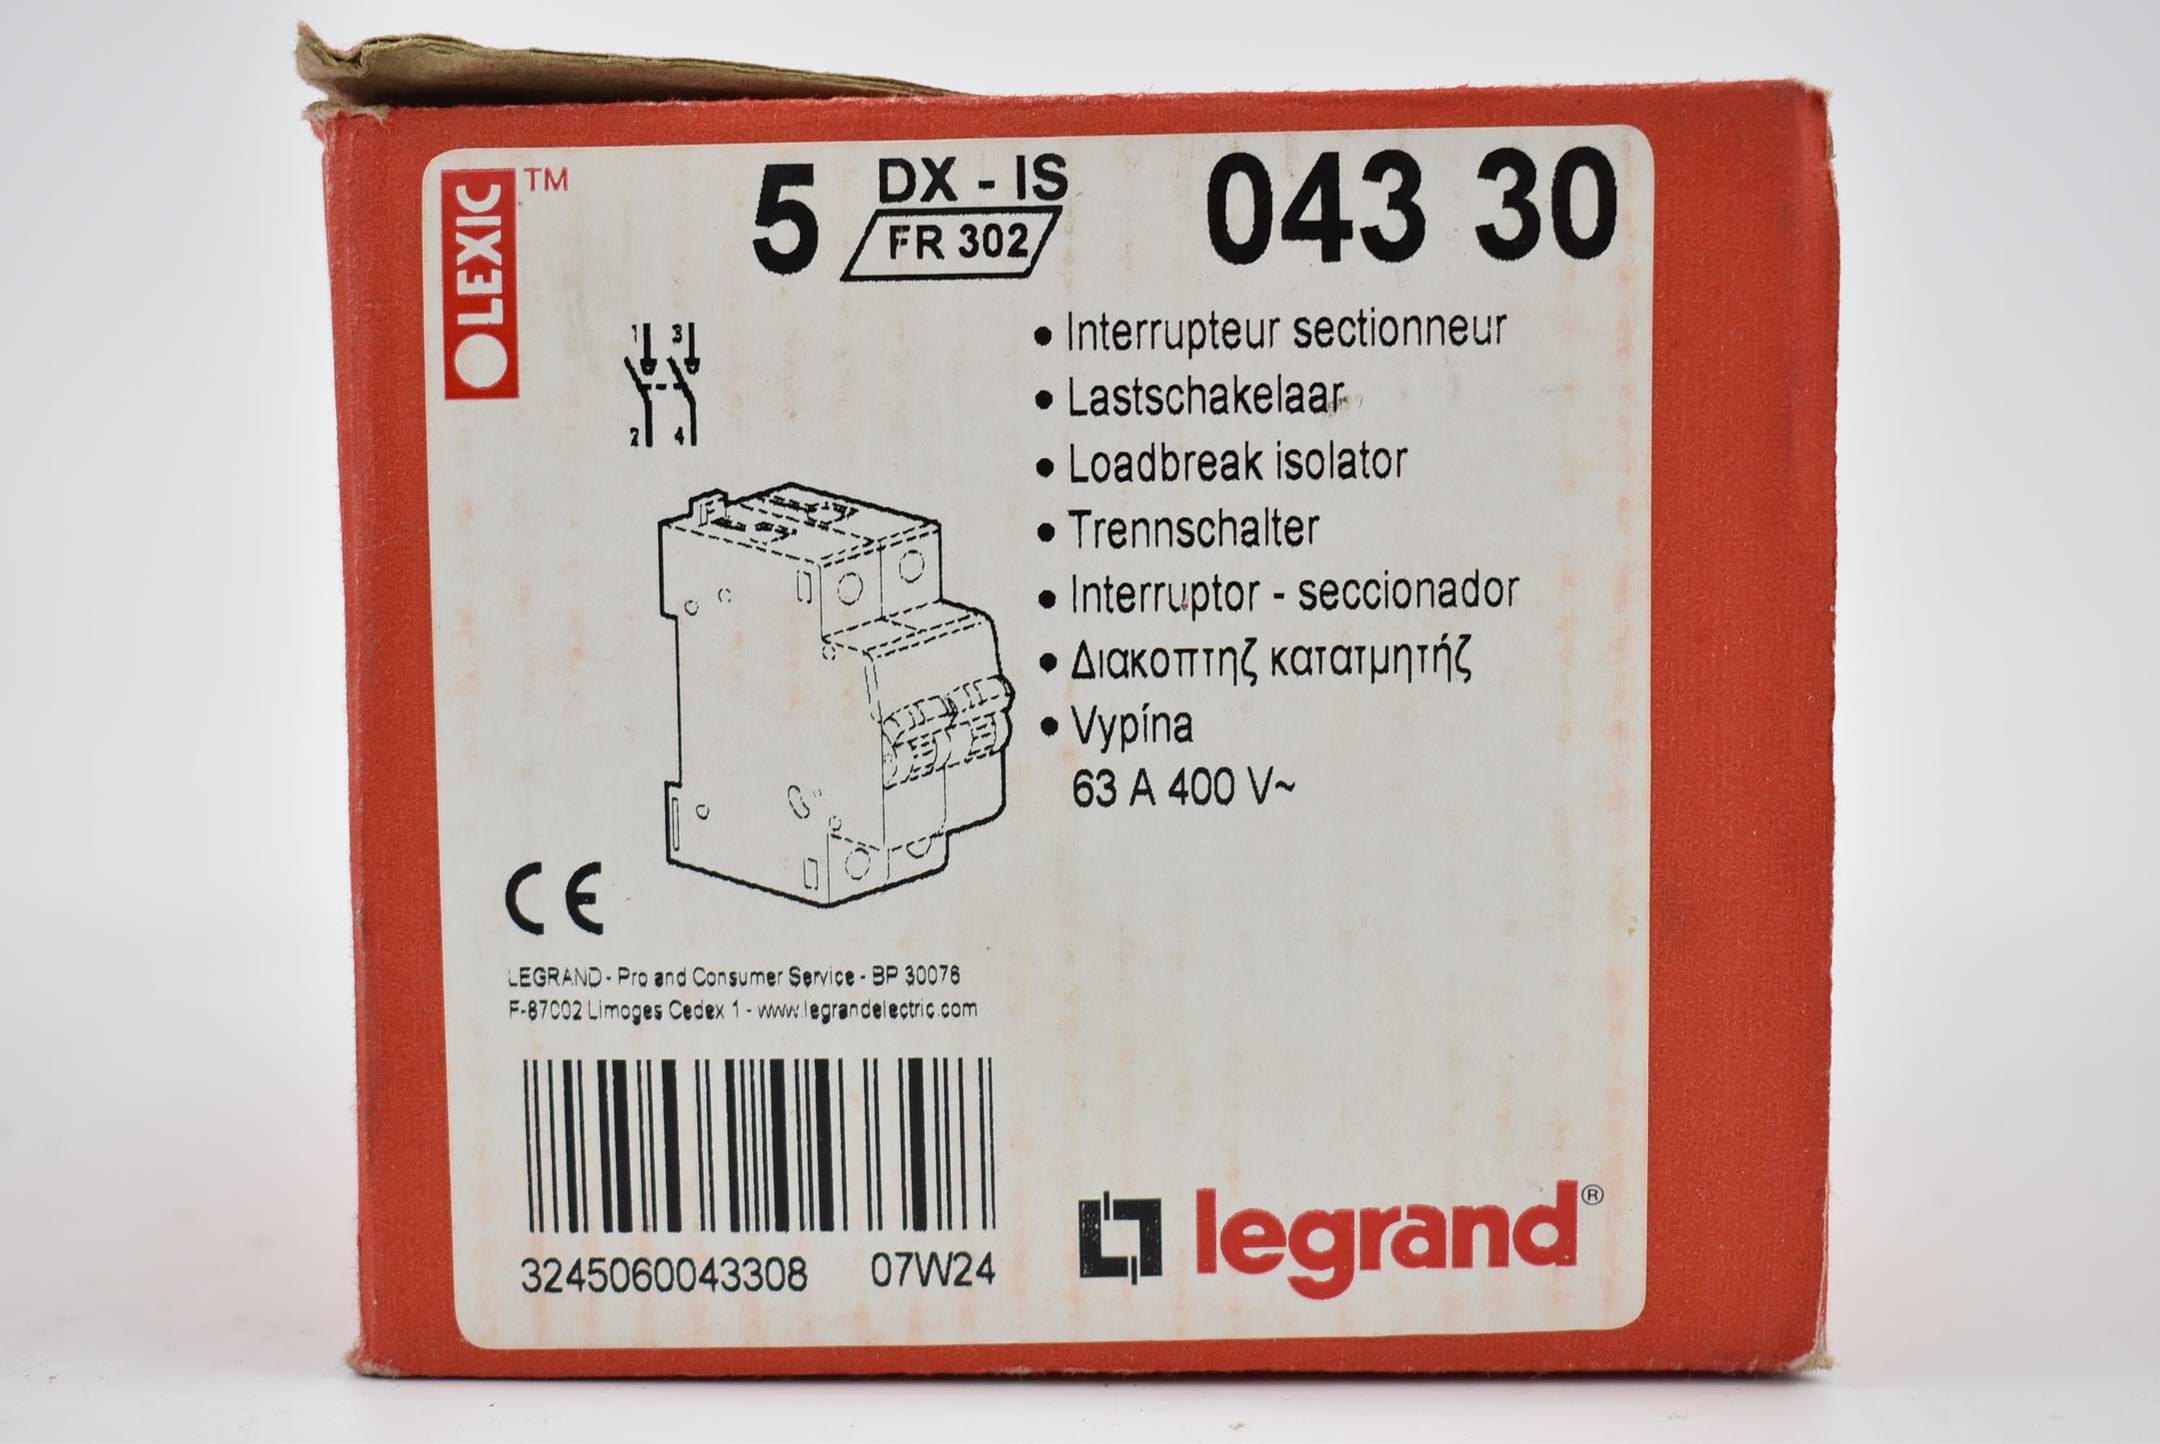 LEXIC TM
5 DX - IS 043 30
FR 302
1 3
2 4
• Interrupteur sectionneur
• Lastschakelaar
• Loadbreak isolator
• Trennschalter
• Interruptor - seccionador
• Διακοπτηζ κατατμητήζ
• Vypína
63 A 400 V~
CE
LEGRAND - Pro and Consumer Service - BP 30076
F-87002 Limoges Cedex 1 - www.legrandelectric.com
3245060043308 07W24
legrand®